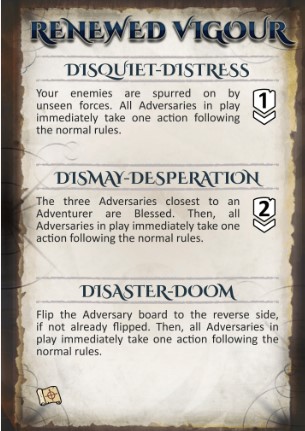 RENEWED VIGOUR
DISQUIET-DISTRESS
Your enemies are spurred on by
unseen forces. All Adversaries in play
immediately take one action following
the normal rules.
1
DISMAY-DESPERATION
The three Adversaries closest to an
Adventurer are Blessed. Then, all
Adversaries in play immediately take one
action following the normal rules.
2
DISASTER-DOOM
Flip the Adversary board to the reverse side,
if not already flipped. Then, all Adversaries in
play immediately take one action following the
normal rules.